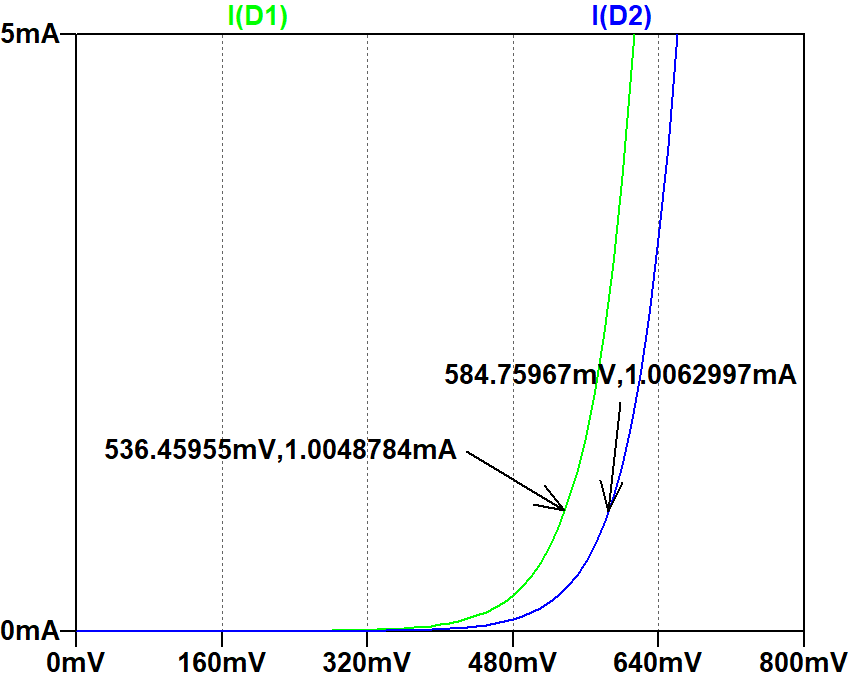 I(D1) I(D2)
5mA
584.75967mV,1.0062997mA
536.45955mV,1.0048784mA
0mA
0mV 160mV 320mV 480mV 640mV 800mV